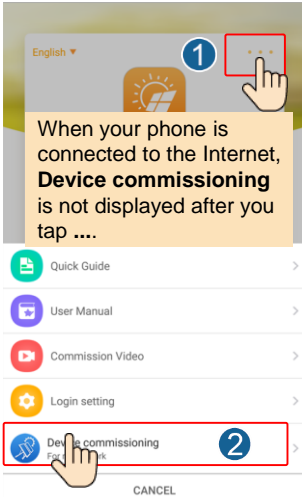 English ▼
1
...
When your phone is
connected to the Internet,
Device commissioning
is not displayed after you
tap ....
Quick Guide
User Manual
Commission Video
Login setting
Device commissioning
2
CANCEL